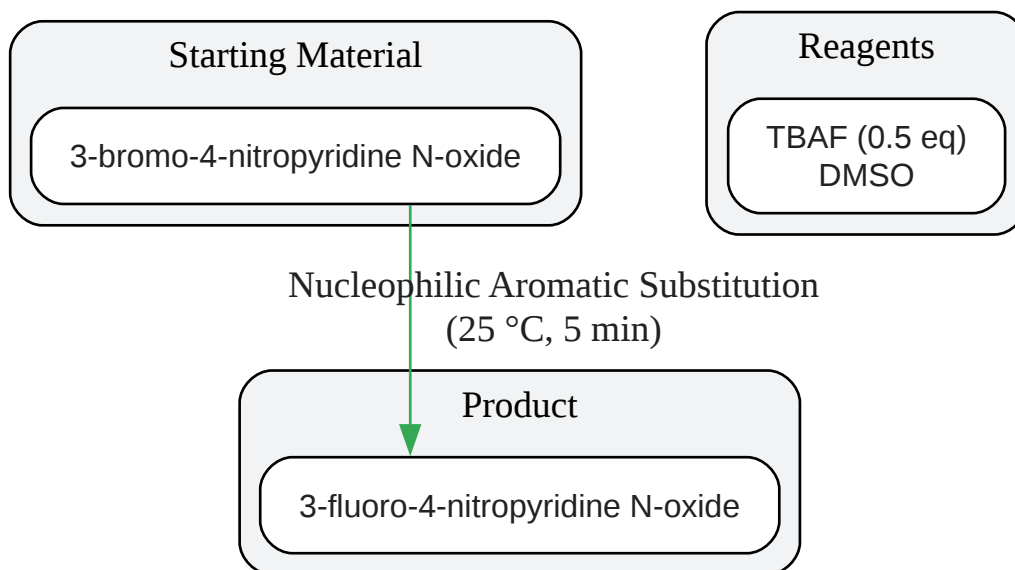 Starting Material
3-bromo-4-nitropyridine N-oxide
Reagents
TBAF (0.5 eq)
DMSO
Nucleophilic Aromatic Substitution
(25 °C, 5 min)
Product
3-fluoro-4-nitropyridine N-oxide